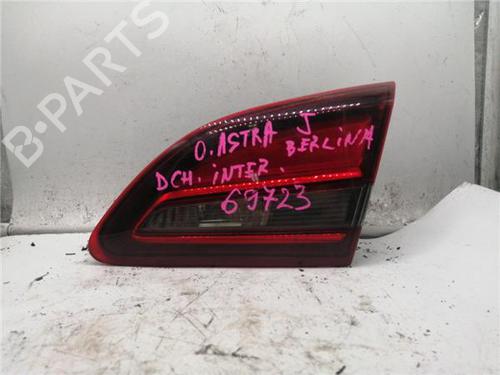 B-PARTS
O. ASTRA J
BERLINA
DCH. INTER.
69723